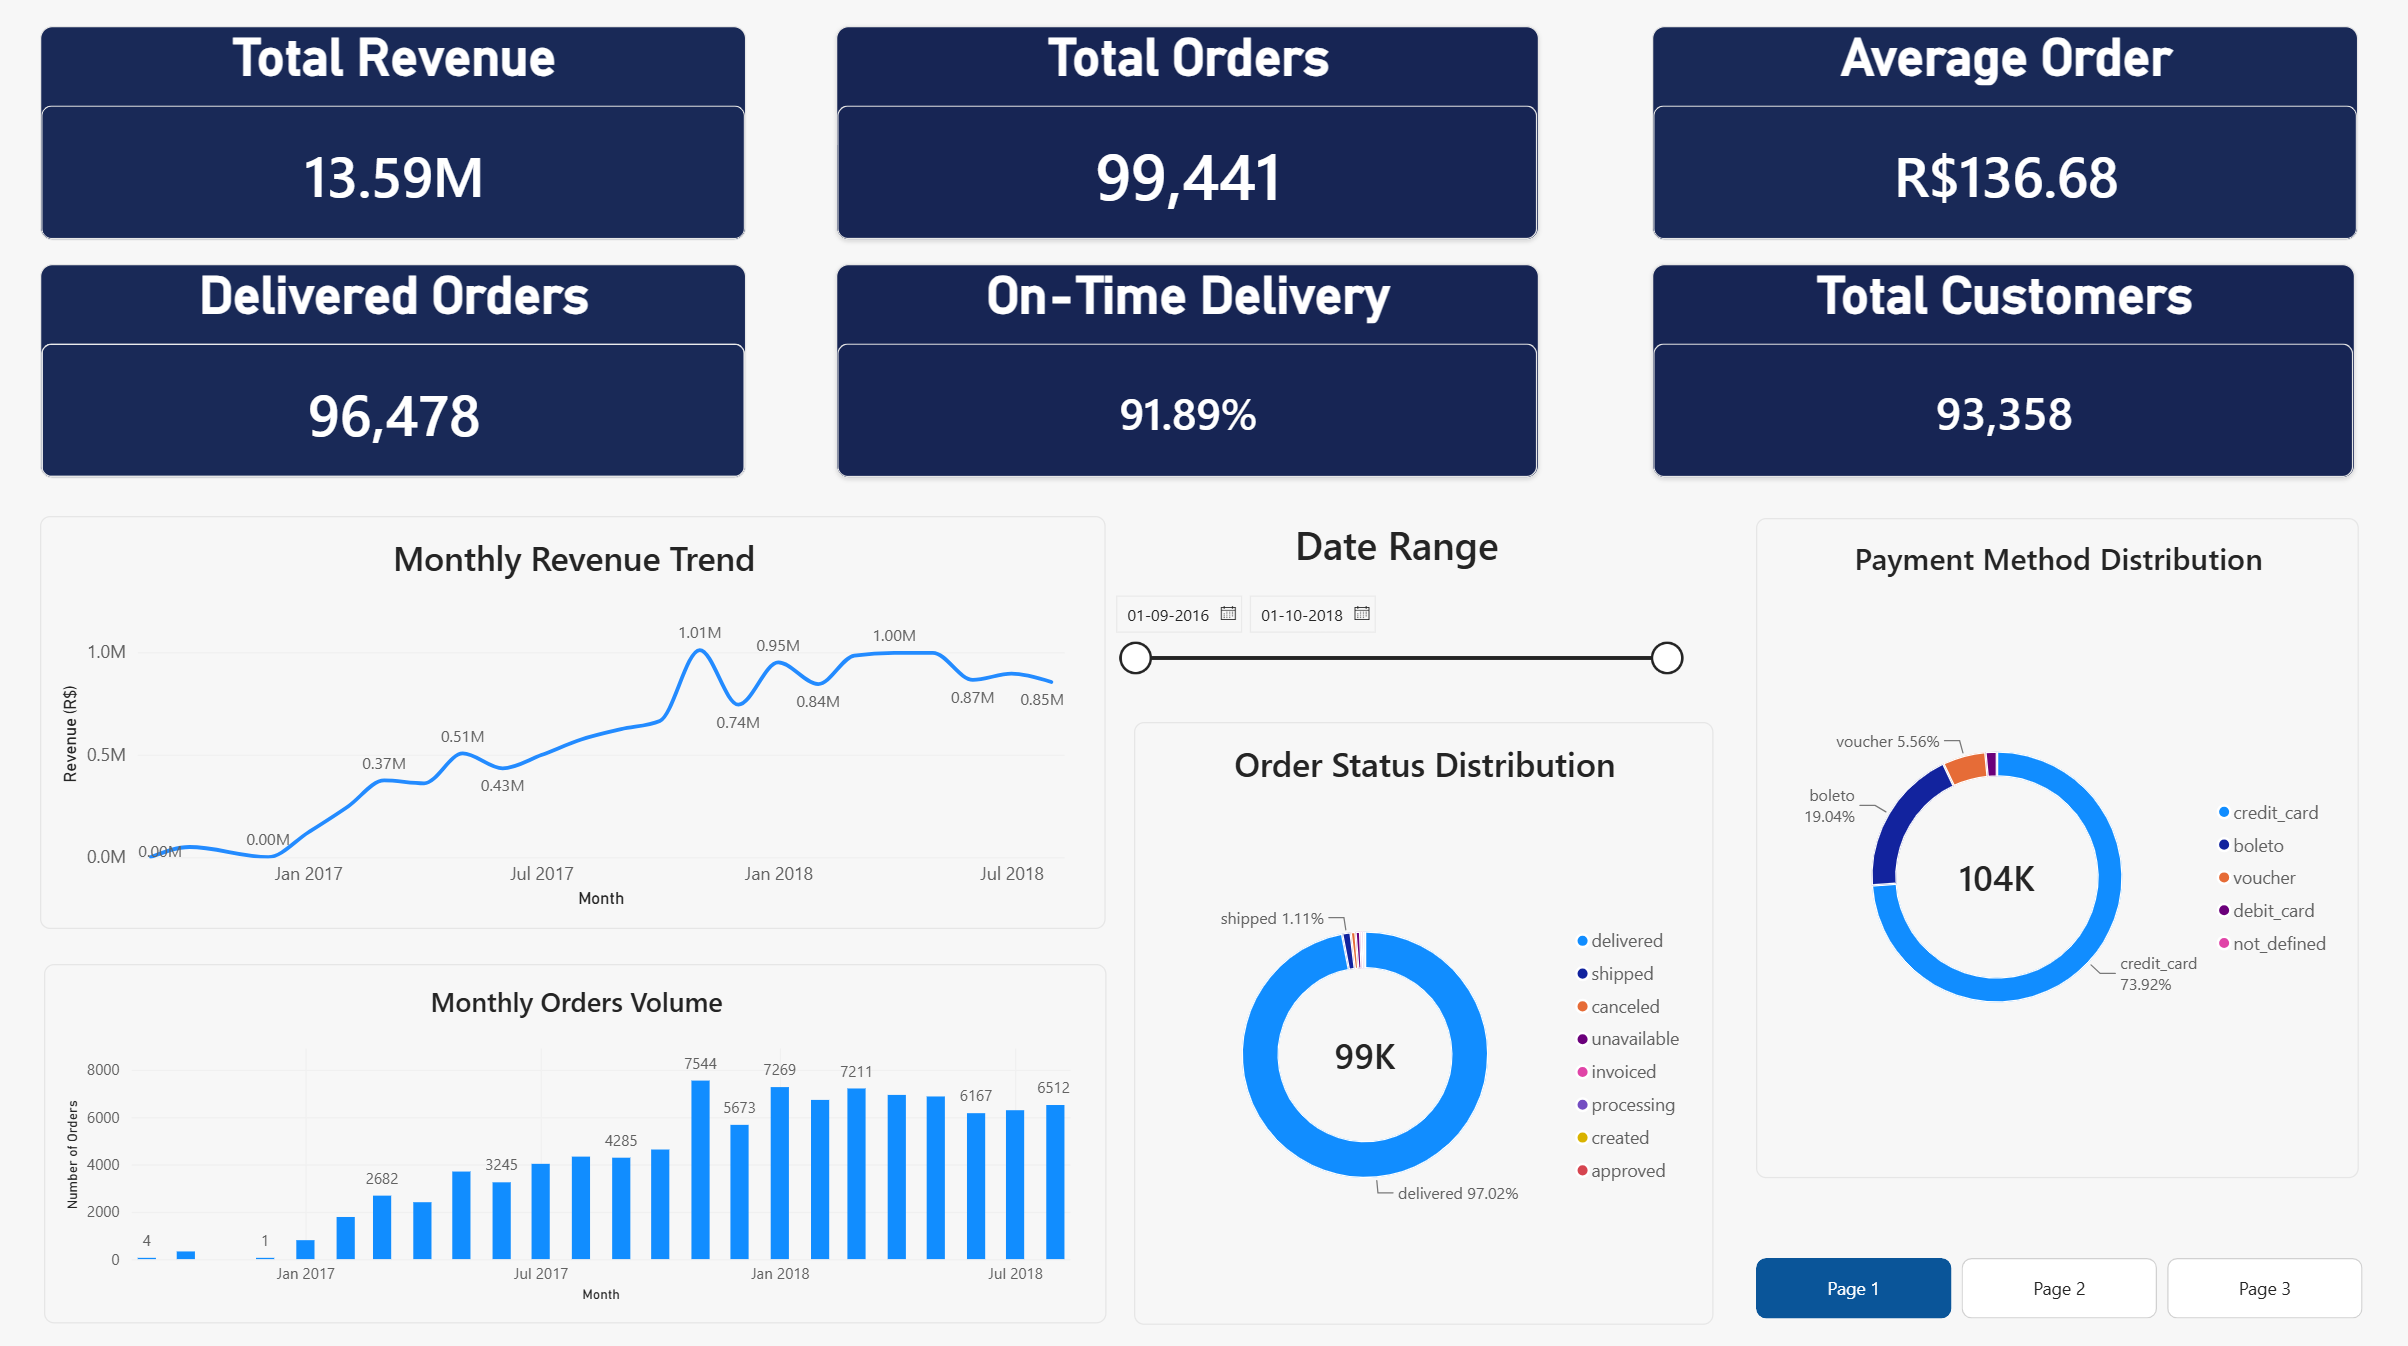 Total Revenue
13.59M
Total Orders
99,441
Average Order
R$136.68
Delivered Orders
96,478
On-Time Delivery
91.89%
Total Customers
93,358
Monthly Revenue Trend
Revenue (R$)
1.0M
0.5M
0.0M
0.00M
0.00M
0.37M
0.51M
0.43M
1.01M
0.74M
0.95M
0.84M
1.00M
0.87M
0.85M
Jan 2017
Jul 2017
Jan 2018
Jul 2018
Month
Monthly Orders Volume
Number of Orders
8000
6000
4000
2000
0
4
1
2682
3245
4285
7544
5673
7269
7211
6167
6512
Jan 2017
Jul 2017
Jan 2018
Jul 2018
Month
Date Range
01-09-2016
01-10-2018
Order Status Distribution
shipped 1.11%
99K
delivered 97.02%
delivered
shipped
canceled
unavailable
invoiced
processing
created
approved
Payment Method Distribution
voucher 5.56%
boleto
19.04%
104K
credit_card
73.92%
credit_card
boleto
voucher
debit_card
not_defined
Page 1
Page 2
Page 3